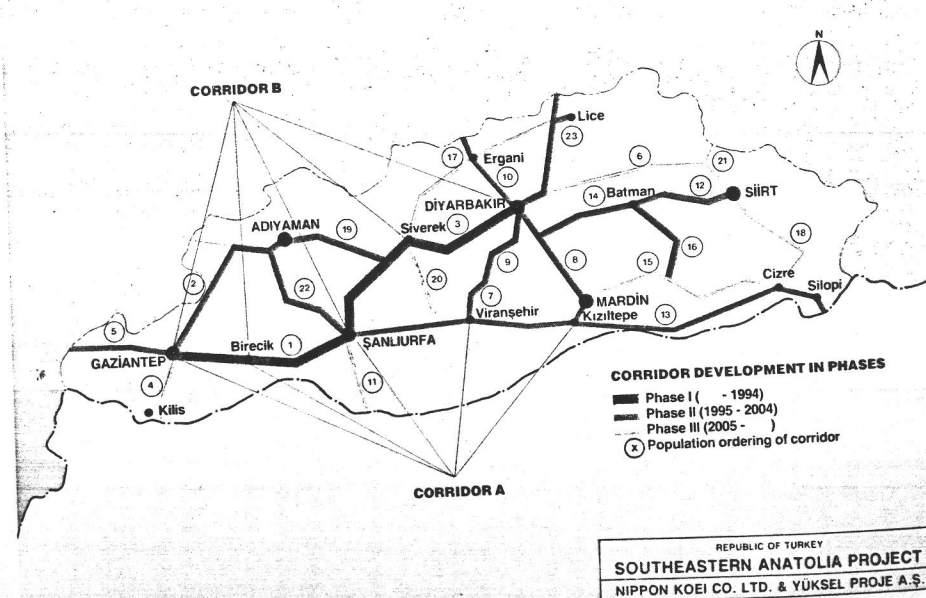 N
CORRIDOR B
Lice
23
17
Ergani
6
21
10
14
Batman
12
SİİRT
DİYARBAKIR
ADIYAMAN
19
Siverek
3
18
16
2
9
8
15
20
Cizre
Silopi
22
7
MARDİN
Viranşehir
Kızıltepe
13
5
ŞANLIURFA
Birecik
1
GAZİANTEP
4
11
Kilis
CORRIDOR DEVELOPMENT IN PHASES
Phase I ( - 1994)
Phase II (1995 - 2004)
Phase III (2005 - )
x Population ordering of corridor
CORRIDOR A
REPUBLIC OF TURKEY
SOUTHEASTERN ANATOLIA PROJECT
NIPPON KOEI CO. LTD. & YÜKSEL PROJE A.Ş.